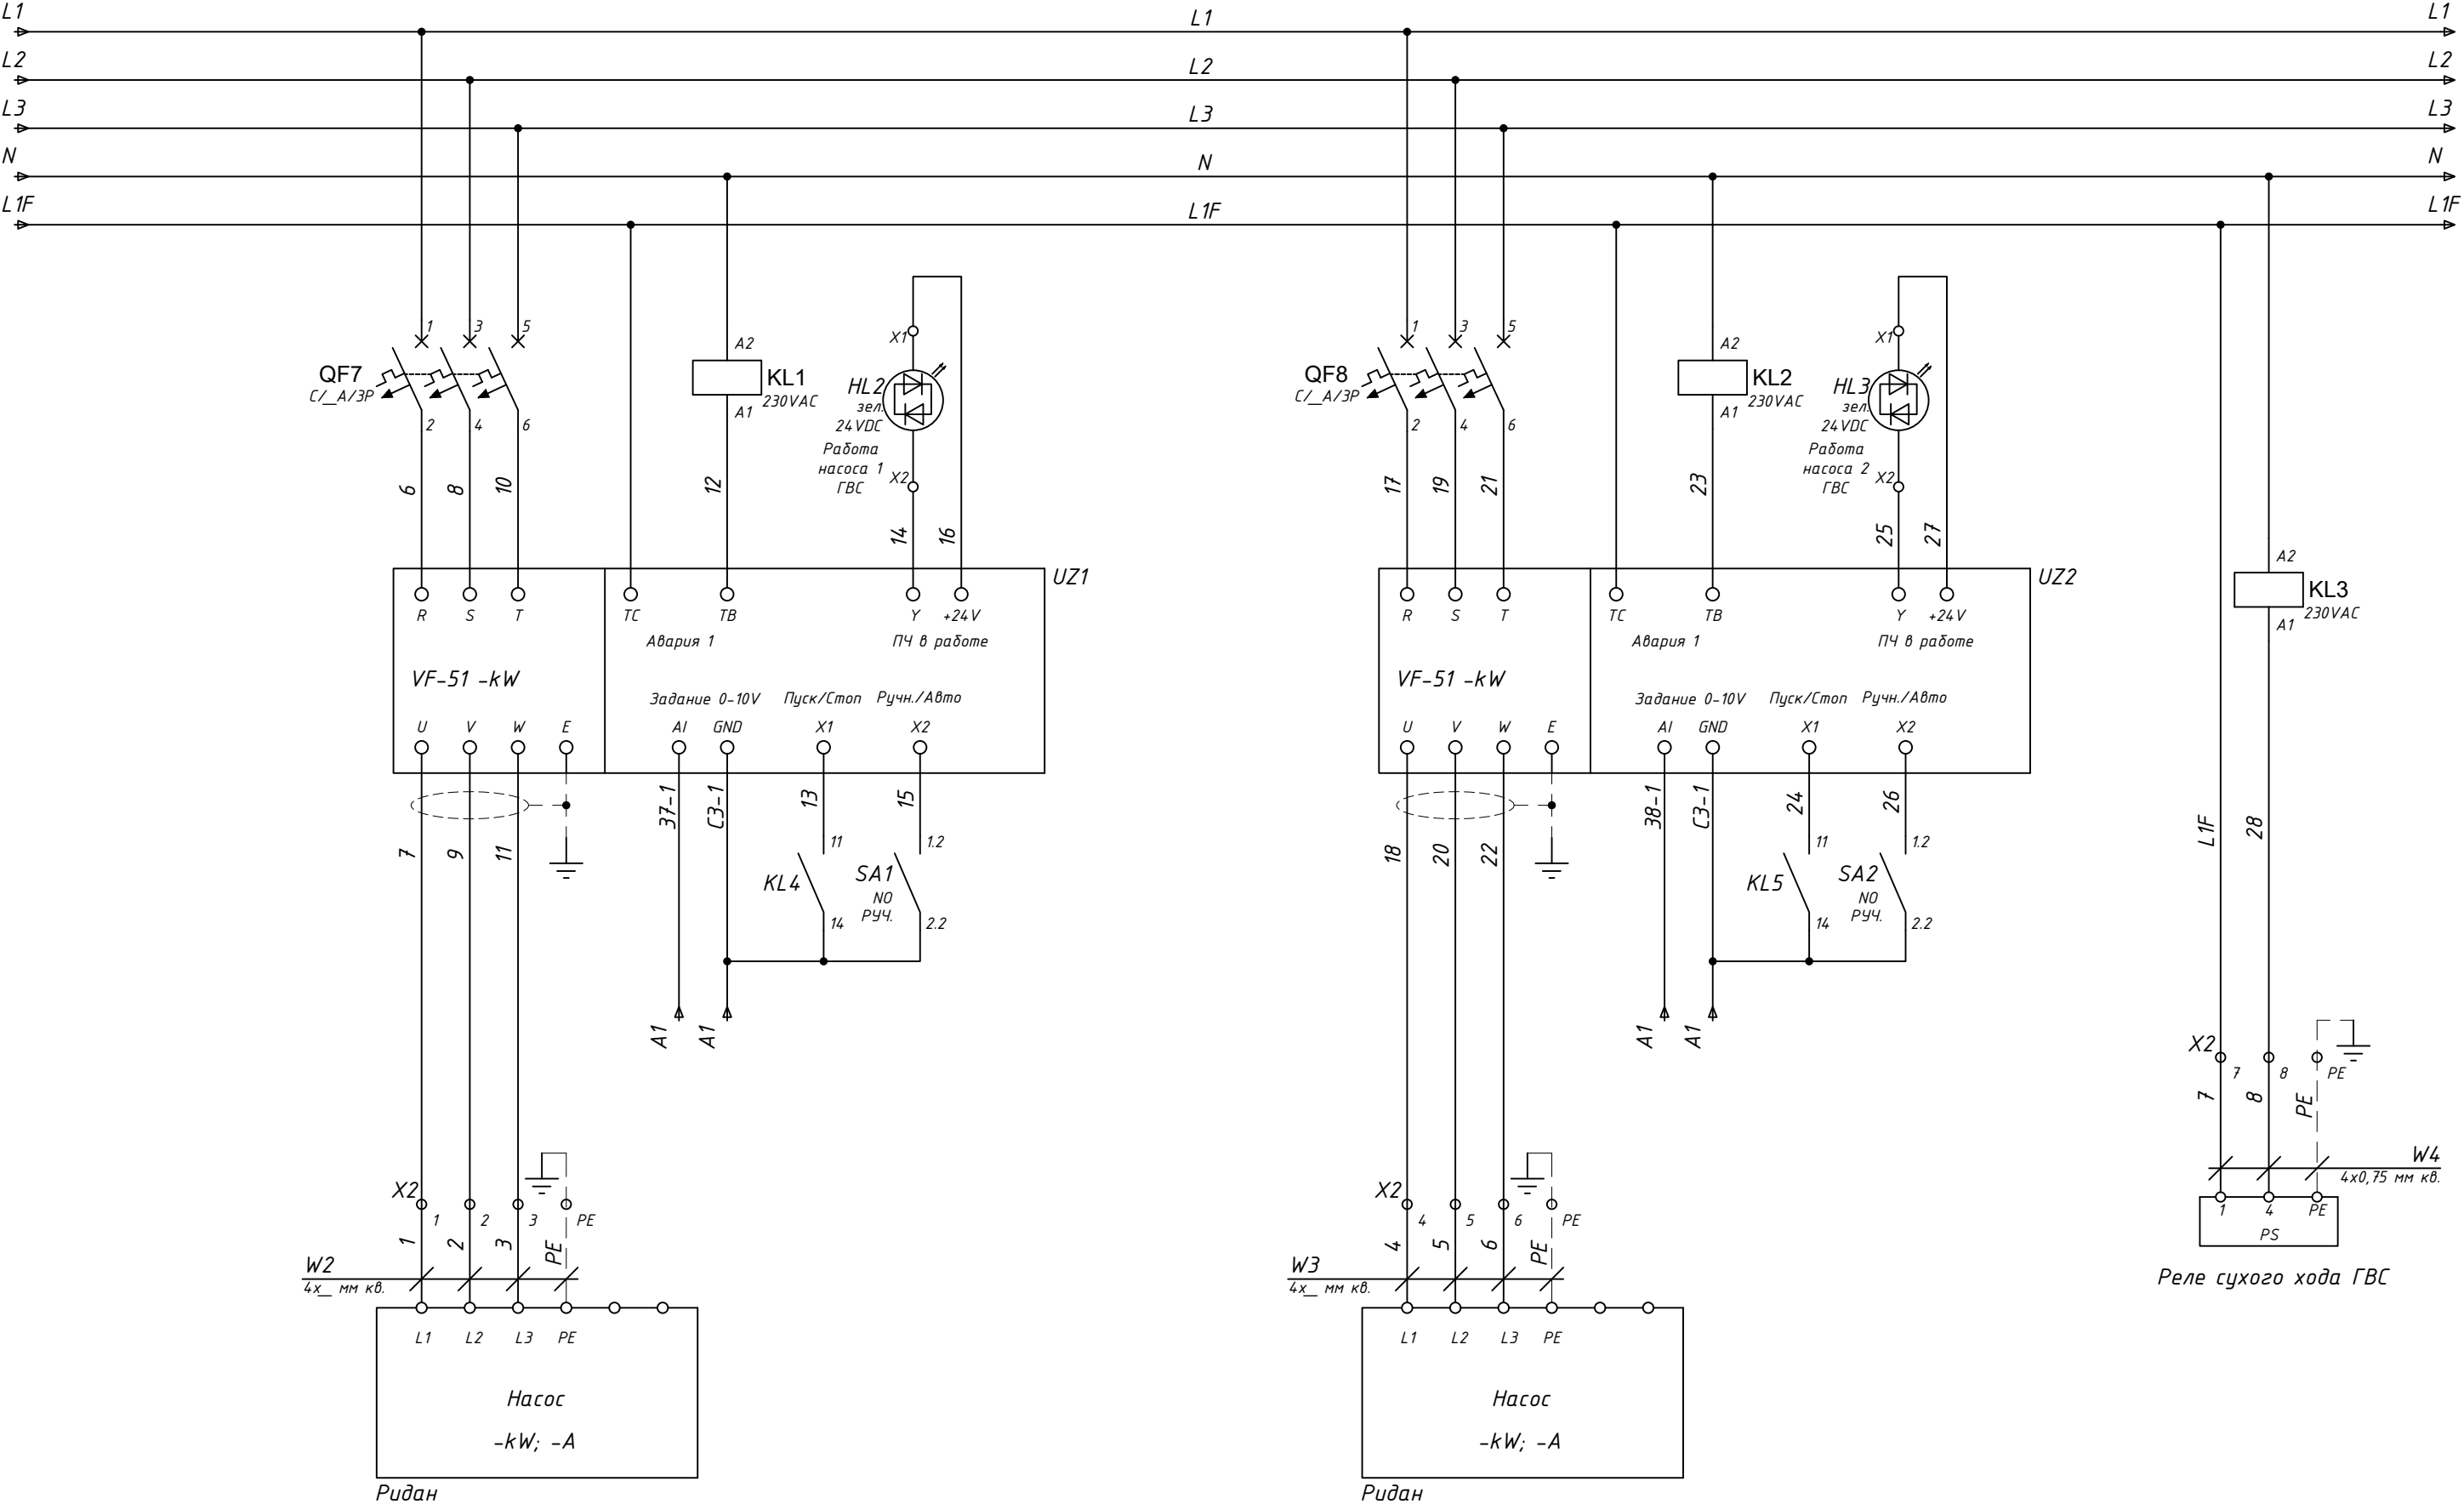 L1 L1 L1
L2 L2 L2
L3 L3 L3
N N N
L1F L1F L1F
QF7
С/__А/3Р
1 3 5
2 4 6
6 8 10
A2
KL1
230VAC
A1
12
X1
HL2
зел.
24VDC
Работа
насоса 1
ГВС
X2
14 16
UZ1
R S T TC TB Y +24V
Авария 1 ПЧ в работе
VF-51 -kW
Задание 0-10V Пуск/Стоп Ручн./Авто
U V W E AI GND X1 X2
37-1 C3-1 13 15
7 9 11
11 1.2
KL4
SA1
NO
РУЧ.
14 2.2
A1 A1
X2
1 2 3 PE
1 2 3 PE
W2
4х__ мм кв.
L1 L2 L3 PE
Насос
-kW; -A
Ридан
QF8
С/__А/3Р
1 3 5
2 4 6
17 19 21
A2
KL2
230VAC
A1
23
X1
HL3
зел.
24VDC
Работа
насоса 2
ГВС
X2
25 27
UZ2
R S T TC TB Y +24V
Авария 1 ПЧ в работе
VF-51 -kW
Задание 0-10V Пуск/Стоп Ручн./Авто
U V W E AI GND X1 X2
38-1 C3-1 24 26
18 20 22
11 1.2
KL5
SA2
NO
РУЧ.
14 2.2
A1 A1
X2
4 5 6 PE
4 5 6 PE
W3
4х__ мм кв.
L1 L2 L3 PE
Насос
-kW; -A
Ридан
A2
KL3
230VAC
A1
L1F 28
X2
7 8 PE
7 8 PE
W4
4х0,75 мм кв.
1 4 PE
PS
Реле сухого хода ГВС